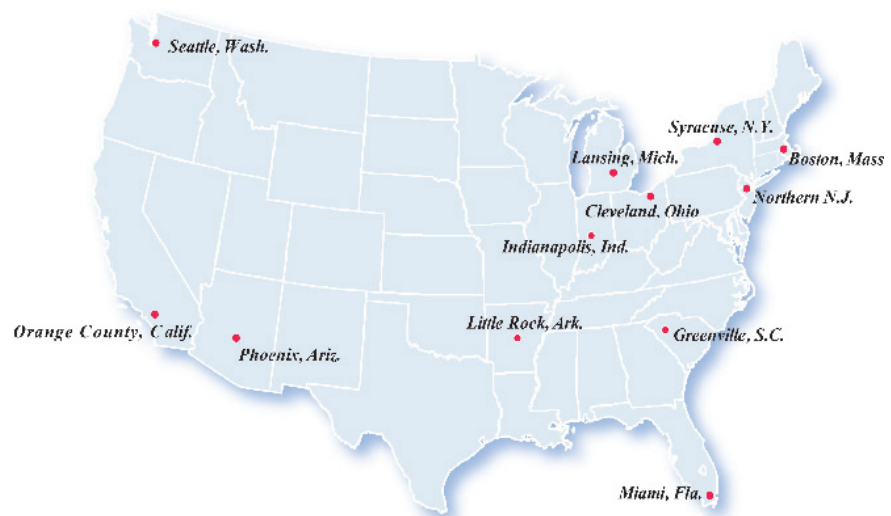 Seattle, Wash.
Syracuse, N.Y.
Lansing, Mich.
Boston, Mass
Northern N.J.
Cleveland, Ohio
Indianapolis, Ind.
Little Rock, Ark.
Orange County, Calif.
Greenville, S.C.
Phoenix, Ariz.
Miami, Fla.